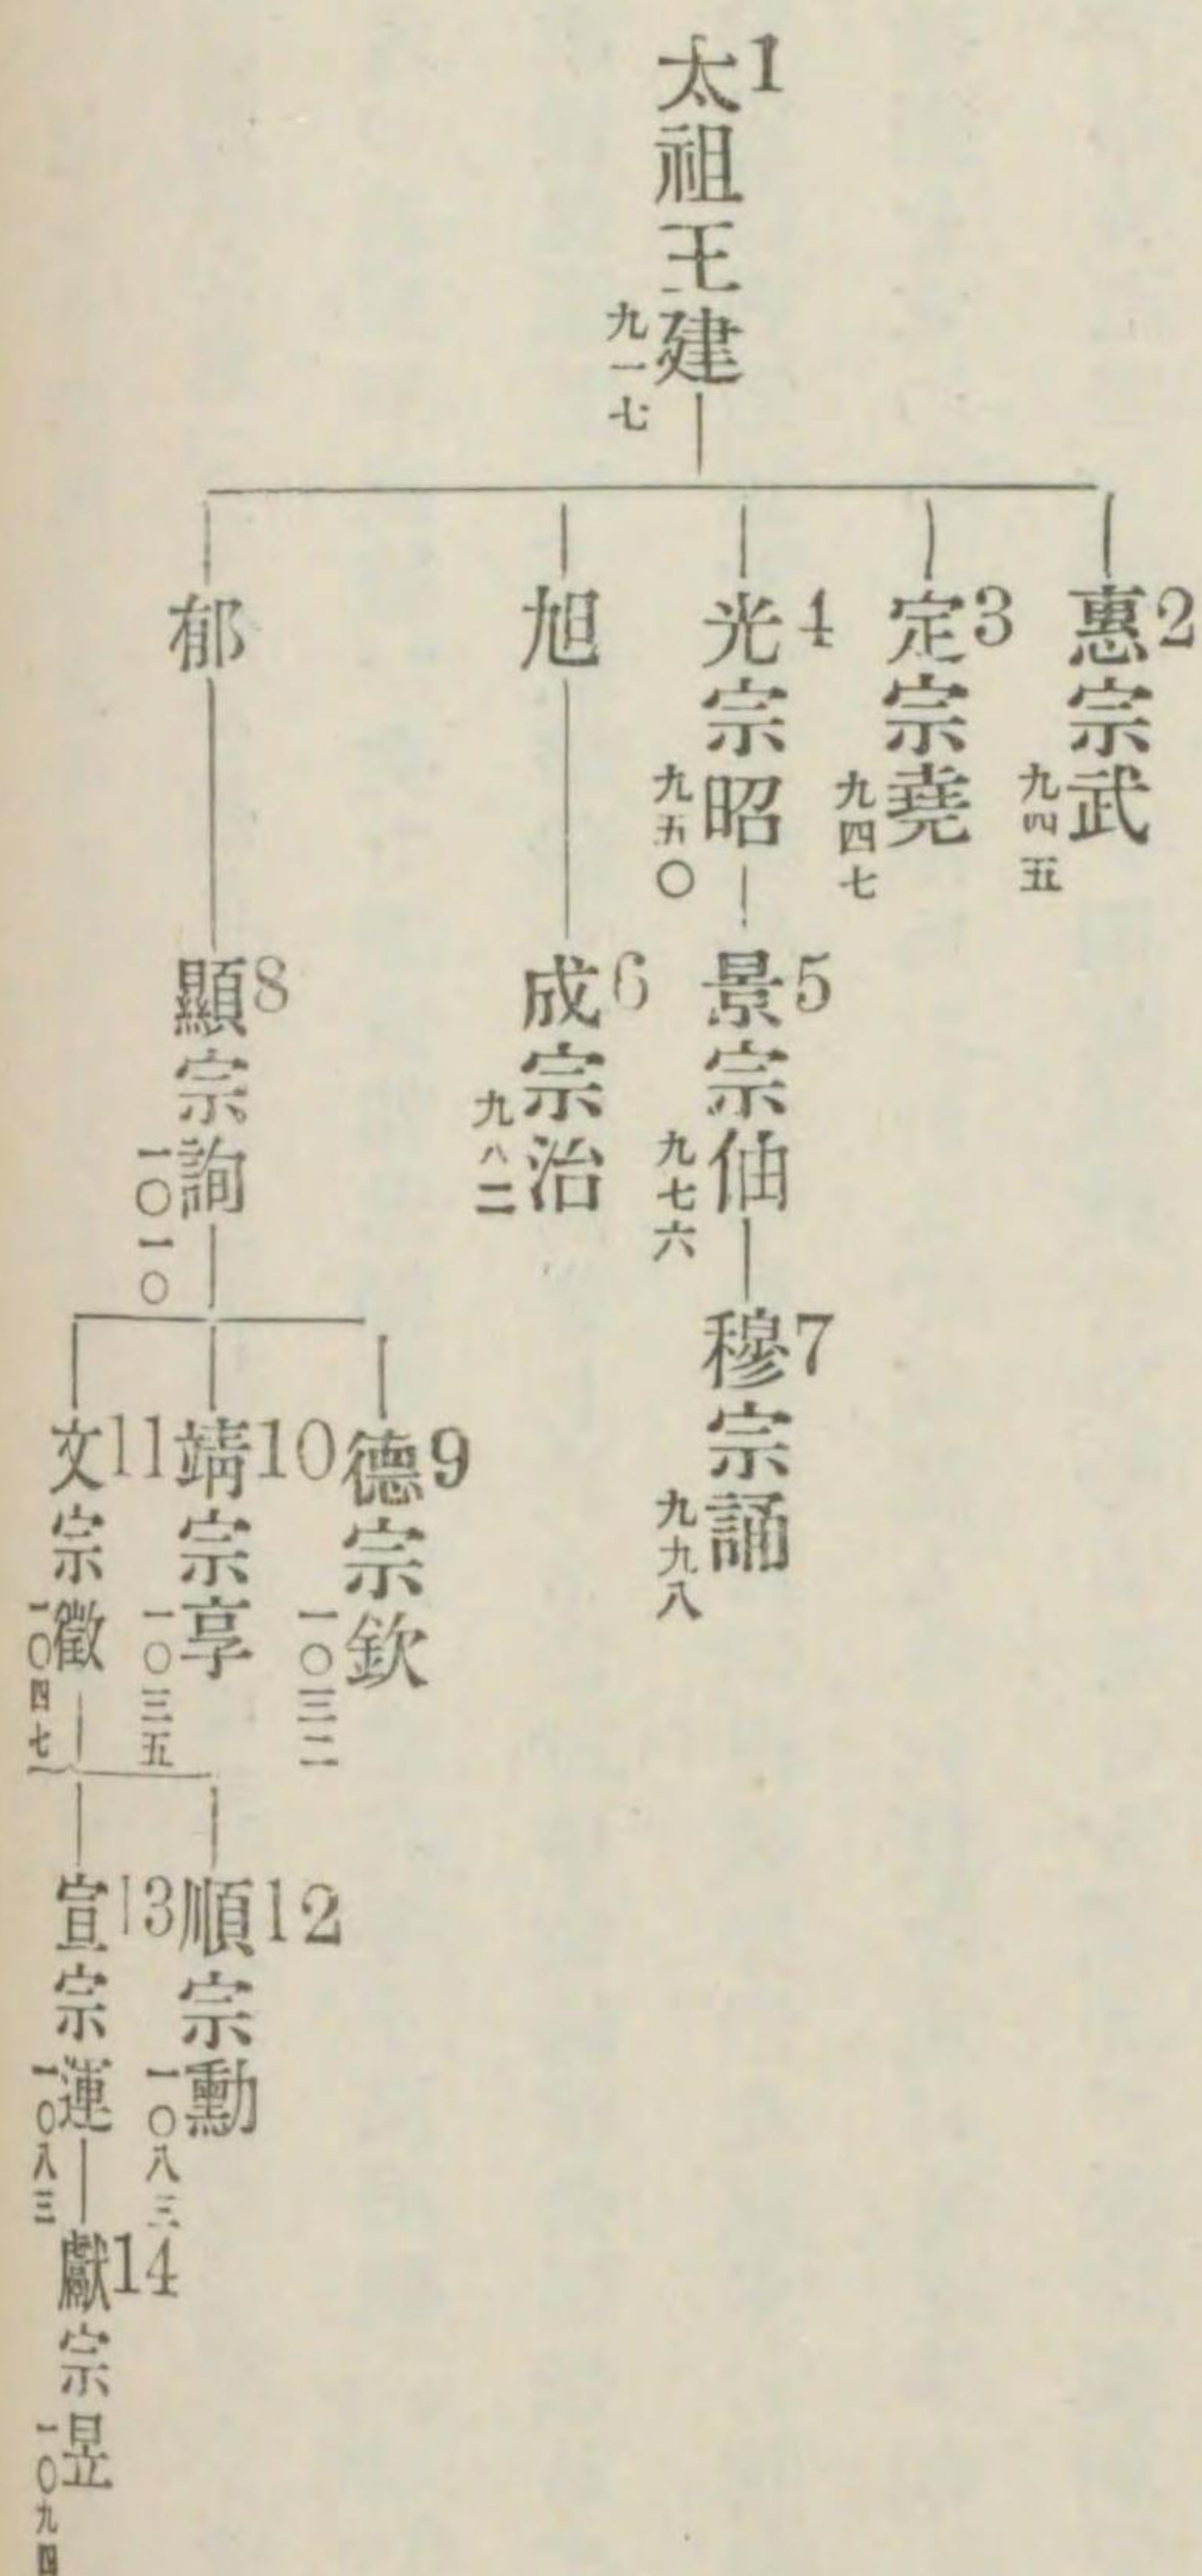 1
太祖王建
九一七
2
惠宗武
九四五
3
定宗堯
九四七
4
光宗昭
九五〇
5
景宗伷
九七六
7
穆宗誦
九九八
旭
6
成宗治
九八二
郁
8
顯宗詢
一〇一〇
9
德宗欽
一〇三二
10
靖宗亨
一〇三五
11
文宗徽
一〇四七
12
順宗勳
一〇八三
13
宣宗運
一〇八三
14
獻宗昱
一〇九四